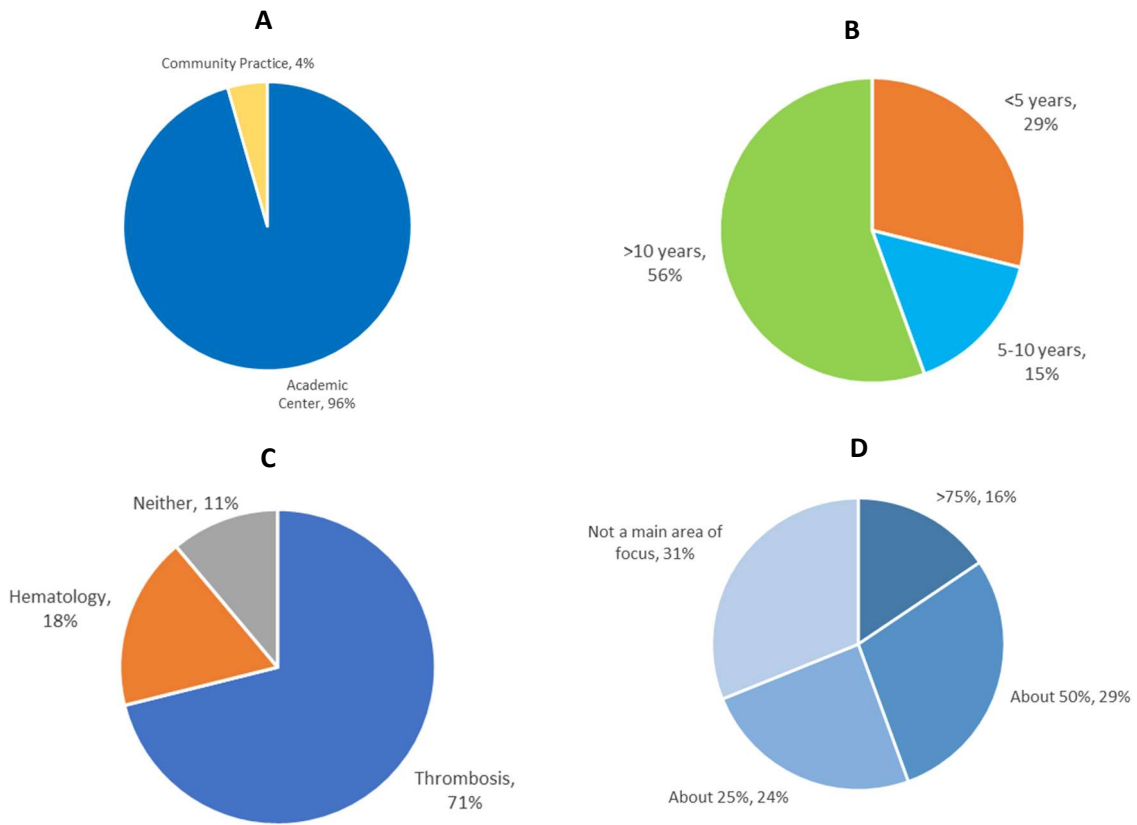 A
Community Practice, 4%
Academic
Center, 96%
B
<5 years,
29%
>10 years,
56%
5-10 years,
15%
C
Neither, 11%
Hematology,
18%
Thrombosis,
71%
D
>75%, 16%
Not a main area of
focus, 31%
About 50%, 29%
About 25%, 24%